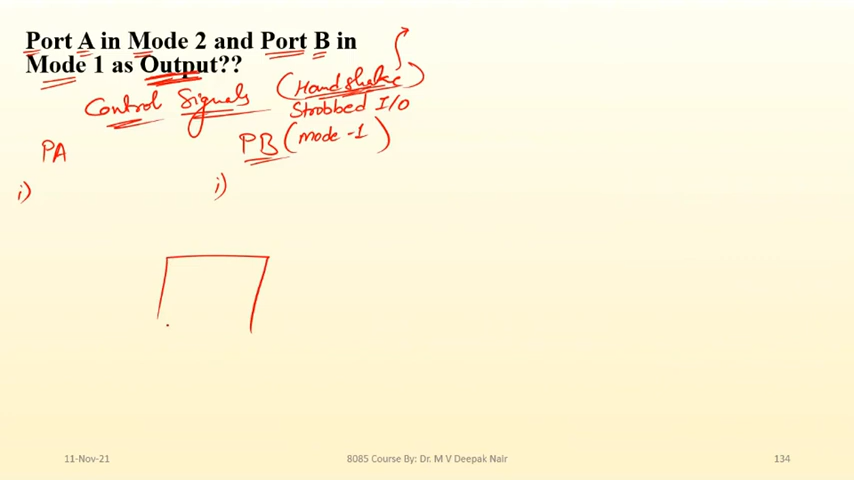 Port A in Mode 2 and Port B in
Mode 1 as Output??
Control Signals (Handshake)
Strobbed I/O
PA
PB (mode -1)
i)
i)
11-Nov-21
8085 Course By: Dr. M V Deepak Nair
134